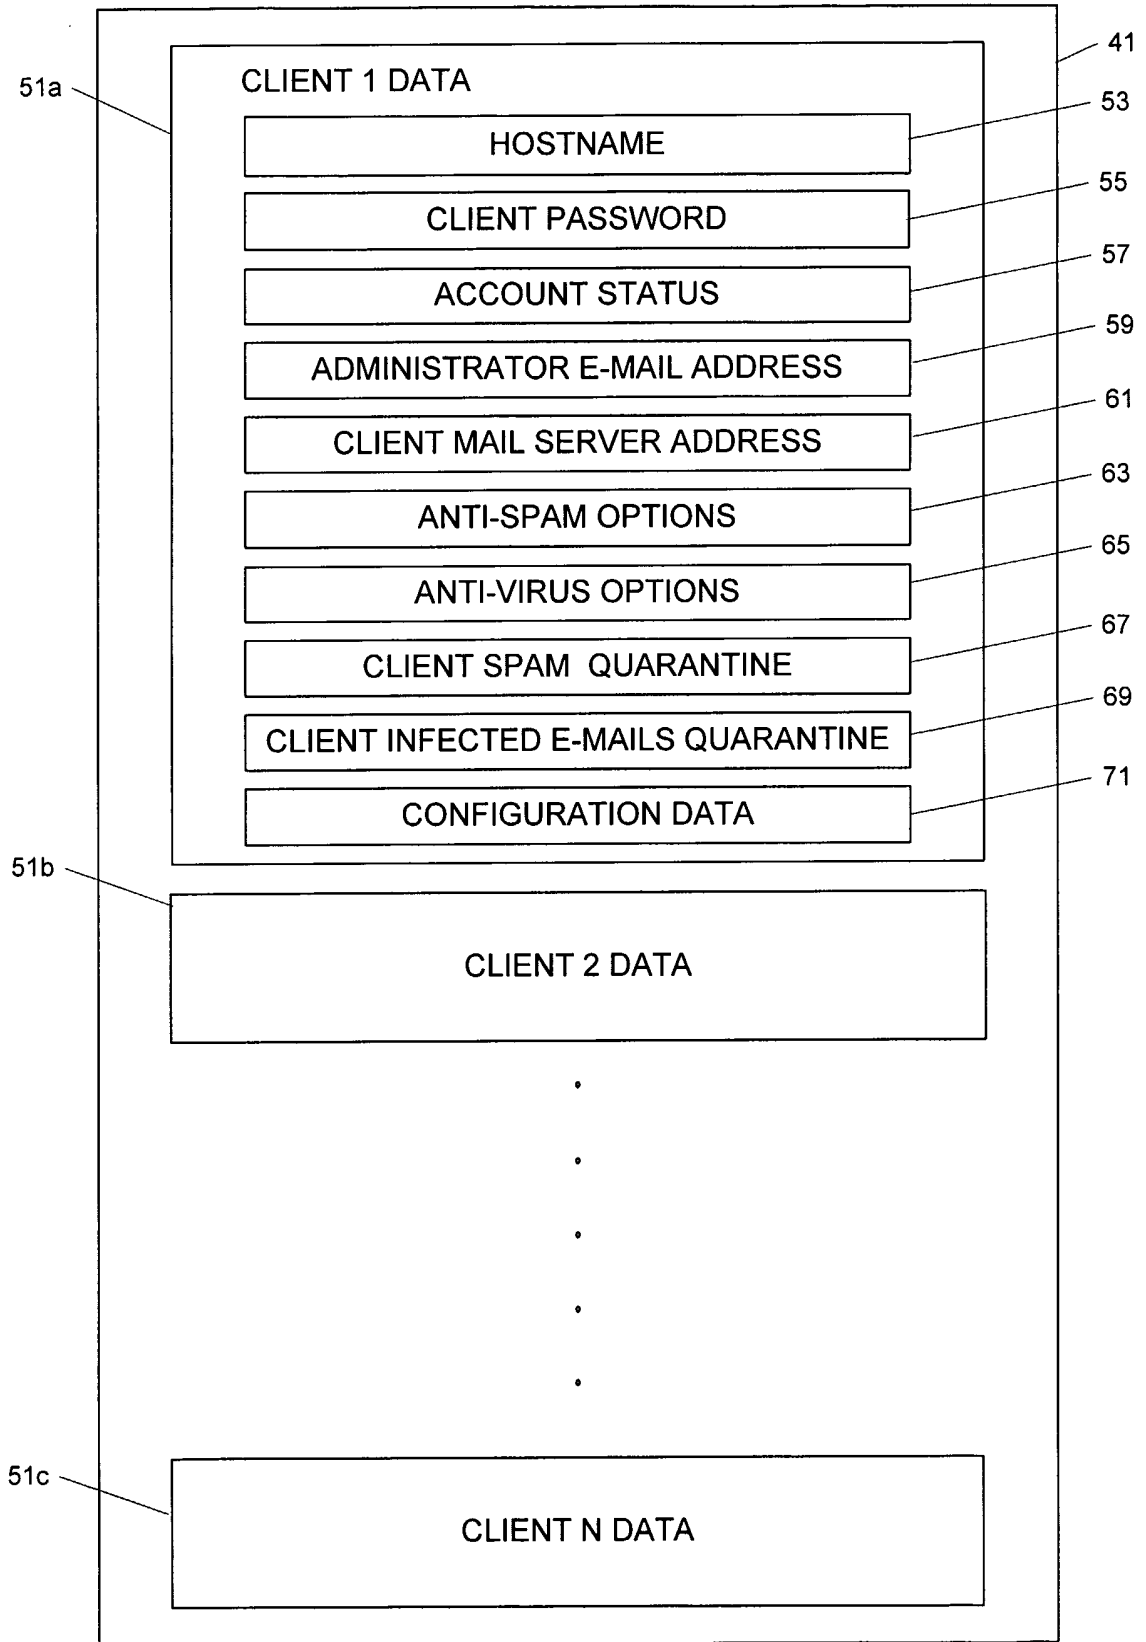 41
51a
CLIENT 1 DATA
53
HOSTNAME
55
CLIENT PASSWORD
57
ACCOUNT STATUS
59
ADMINISTRATOR E-MAIL ADDRESS
61
CLIENT MAIL SERVER ADDRESS
63
ANTI-SPAM OPTIONS
65
ANTI-VIRUS OPTIONS
67
CLIENT SPAM QUARANTINE
69
CLIENT INFECTED E-MAILS QUARANTINE
71
CONFIGURATION DATA
51b
CLIENT 2 DATA
51c
CLIENT N DATA